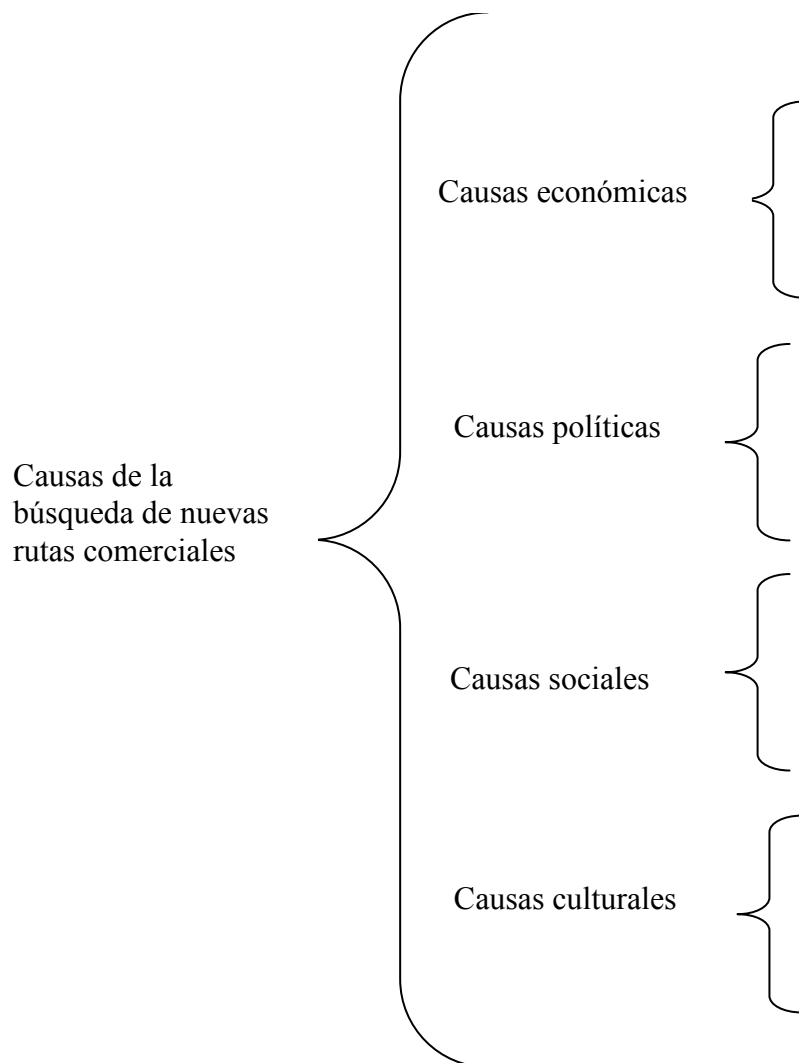 Causas económicas
Causas políticas
Causas de la
búsqueda de nuevas
rutas comerciales
Causas sociales
Causas culturales